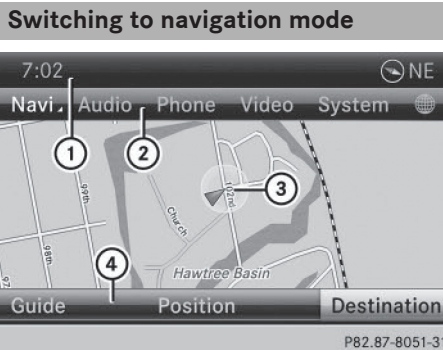 Switching to navigation mode
7:02 NE
Navi Audio Phone Video System
1 2
99th
102nd
3
Church
98th
97
4
Hawtree Basin
Guide Position Destination
P82.87-8051-31